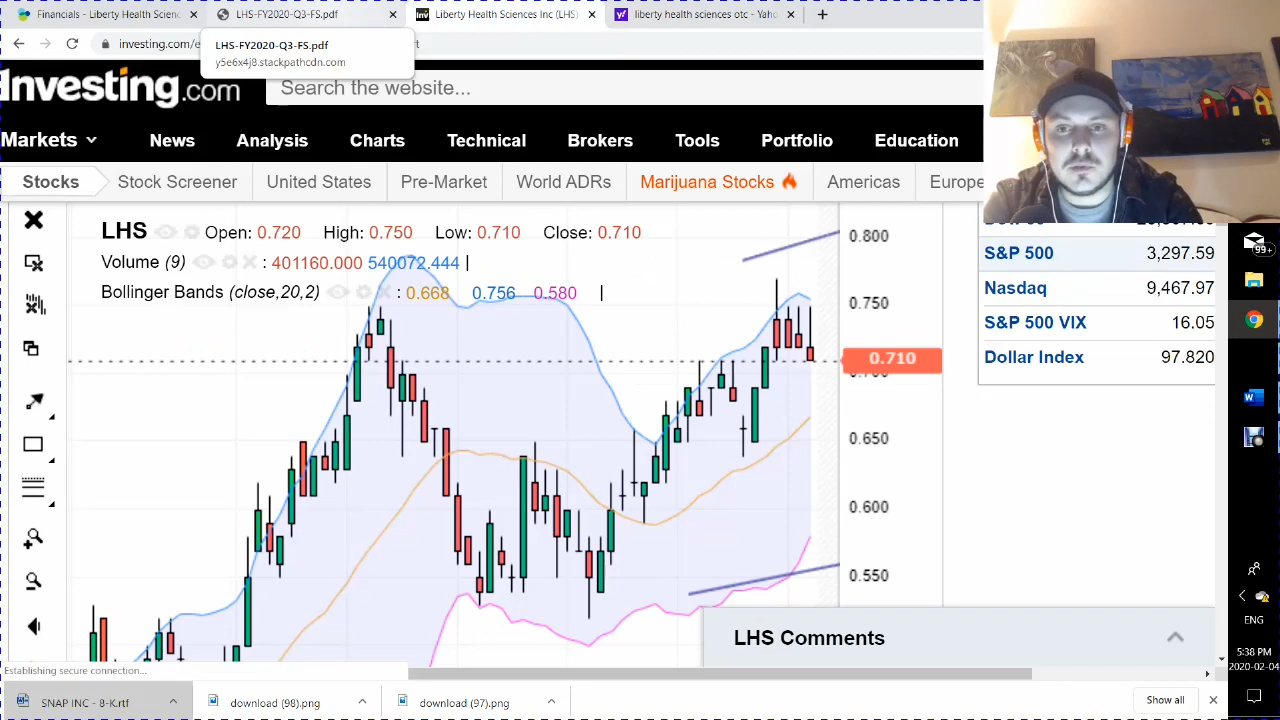 Financials - Liberty Health Scienc
LHS-FY2020-Q3-FS.pdf
Inv
Liberty Health Sciences Inc (LHS)
liberty health sciences otc - Yaho
investing.com/e
t
LHS-FY2020-Q3-FS.pdf
y5e6x4j8.stackpathcdn.com
Investing.com
Search the website...
Markets
News
Analysis
Charts
Technical
Brokers
Tools
Portfolio
Education
Stocks
Stock Screener
United States
Pre-Market
World ADRs
Marijuana Stocks
Americas
Europe
LHS Open: 0.720 High: 0.750 Low: 0.710 Close: 0.710
Volume (9) : 401160.000 540072.444
Bollinger Bands (close,20,2) : 0.668 0.756 0.580
0.800
0.750
0.710
0.700
0.650
0.600
0.550
S&P 500 3,297.59
Nasdaq 9,467.97
S&P 500 VIX 16.05
Dollar Index 97.820
LHS Comments
Establishing secure connection...
SNAP INC - 8-K.rtf
download (98).png
download (97).png
Show all
99+
ENG
5:38 PM
2020-02-04